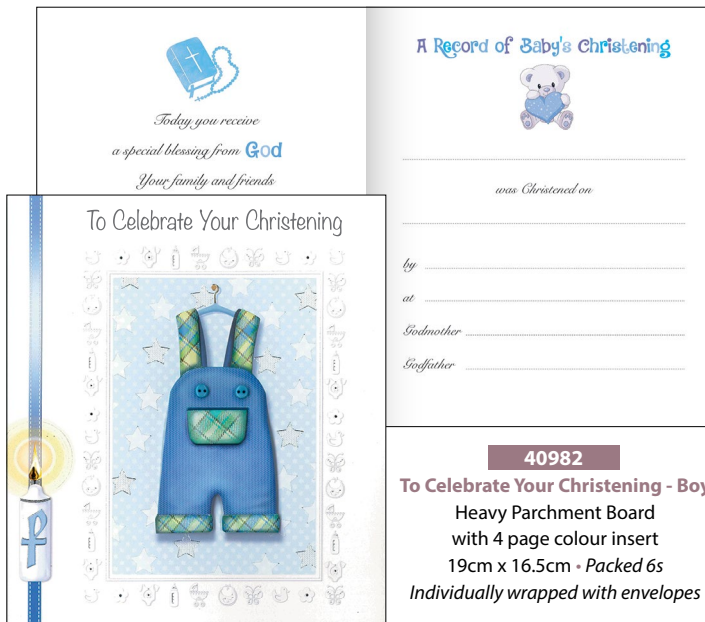 Today you receive
a special blessing from God
Your family and friends
A Record of Baby's Christening
was Christened on
by
at
Godmother
Godfather
To Celebrate Your Christening
40982
To Celebrate Your Christening - Boy
Heavy Parchment Board
with 4 page colour insert
19cm x 16.5cm • Packed 6s
Individually wrapped with envelopes